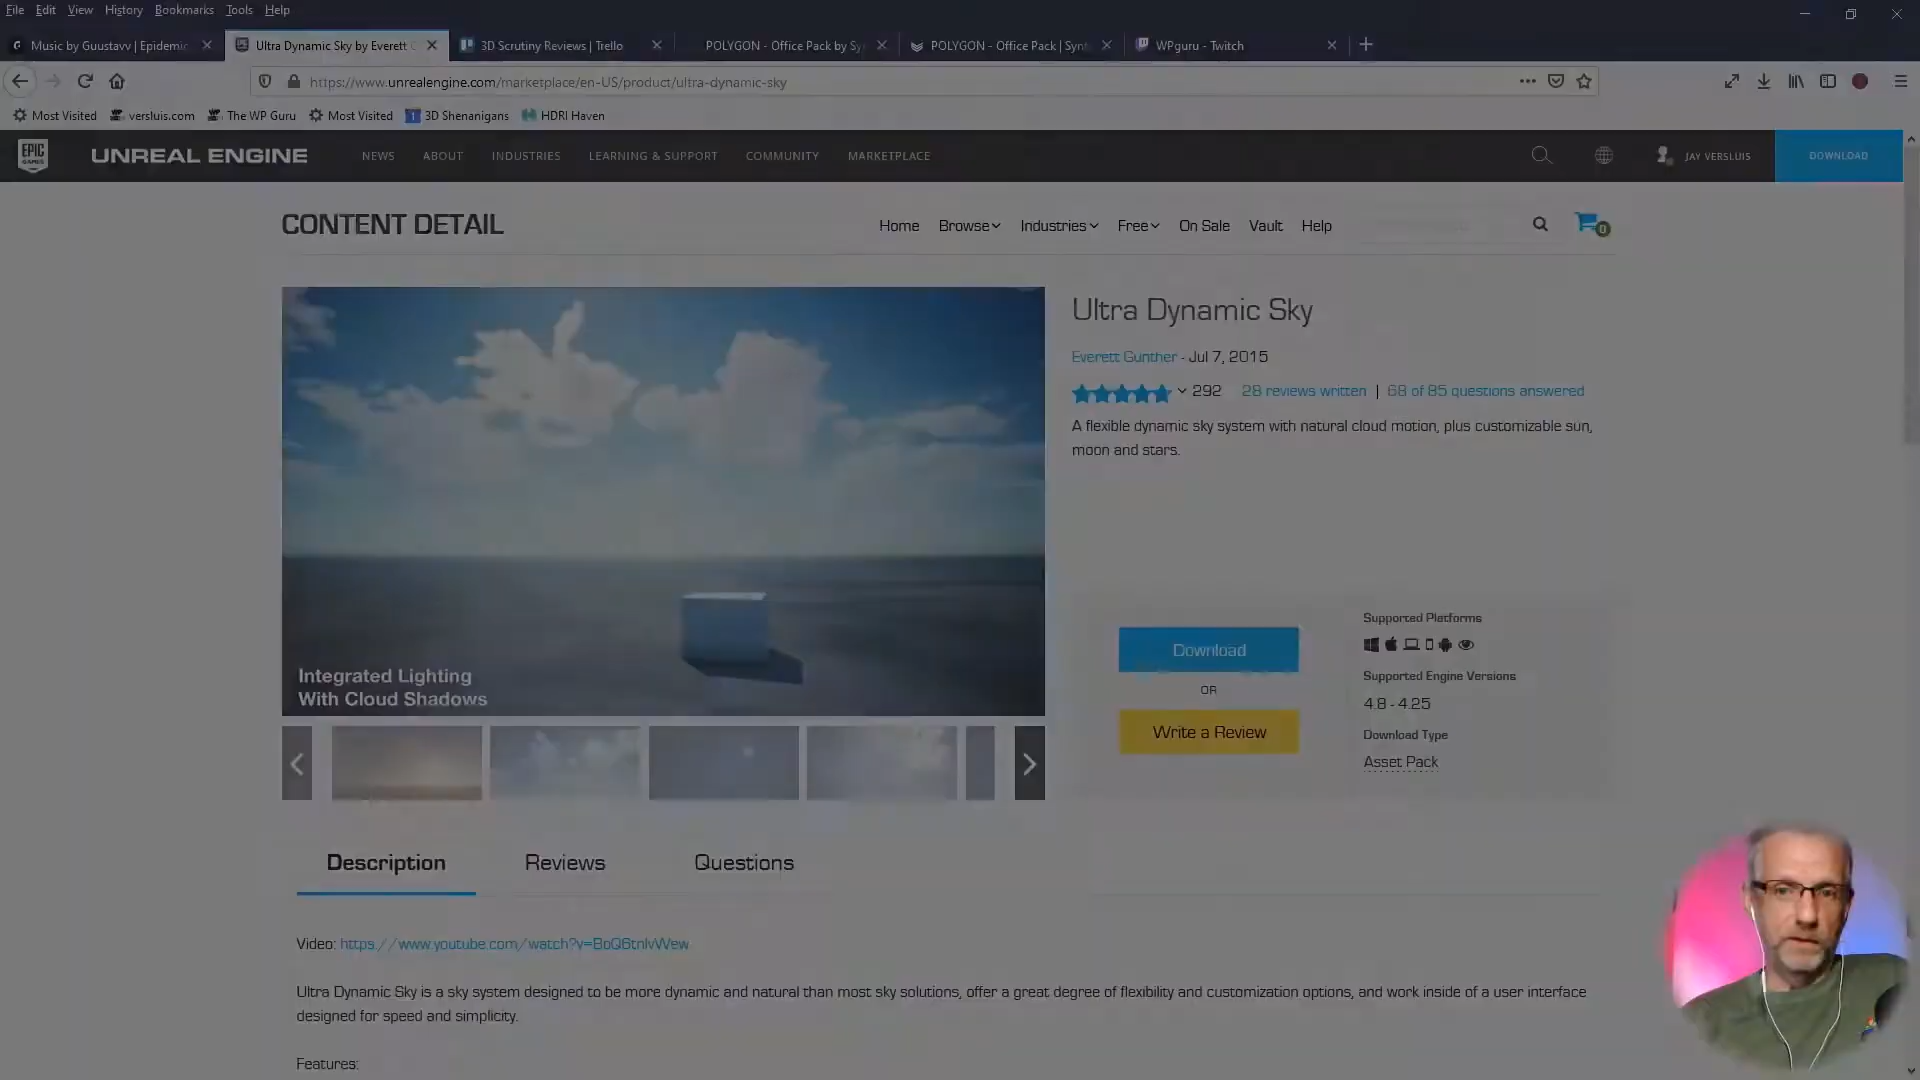 File Edit View History Bookmarks Tools Help
Music by Guustavv | Epidemic
Ultra Dynamic Sky by Everett G
3D Scrutiny Reviews | Trello
POLYGON - Office Pack by Sy
POLYGON - Office Pack | Synt
WPguru - Twitch
https://www.unrealengine.com/marketplace/en-US/product/ultra-dynamic-sky
Most Visited versluis.com The WP Guru Most Visited 3D Shenanigans HDRI Haven
EPIC GAMES UNREAL ENGINE NEWS ABOUT INDUSTRIES LEARNING & SUPPORT COMMUNITY MARKETPLACE JAY VERSLUIS DOWNLOAD
CONTENT DETAIL Home Browse Industries Free On Sale Vault Help 0
Ultra Dynamic Sky
Everett Gunther - Jul 7, 2015
292 28 reviews written | 68 of 85 questions answered
A flexible dynamic sky system with natural cloud motion, plus customizable sun,
moon and stars.
Integrated Lighting
With Cloud Shadows
Download
OR
Write a Review
Supported Platforms
Supported Engine Versions
4.8 - 4.25
Download Type
Asset Pack
Description Reviews Questions
Video: https://www.youtube.com/watch?v=BoQ6tnIvWew
Ultra Dynamic Sky is a sky system designed to be more dynamic and natural than most sky solutions, offer a great degree of flexibility and customization options, and work inside of a user interface
designed for speed and simplicity.
Features: